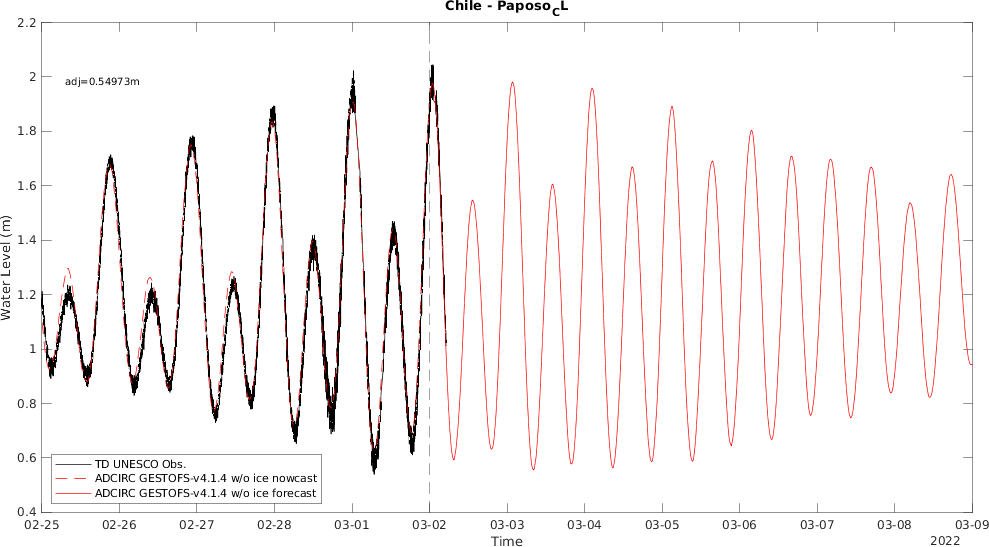 Chile - Paposo_CL
2.2
2
1.8
1.6
1.4
1.2
1
0.8
0.6
0.4
Water Level (m)
adj=0.54973m
TD UNESCO Obs.
ADCIRC GESTOFS-v4.1.4 w/o ice nowcast
ADCIRC GESTOFS-v4.1.4 w/o ice forecast
02-25 02-26 02-27 02-28 03-01 03-02 03-03 03-04 03-05 03-06 03-07 03-08 03-09
Time
2022